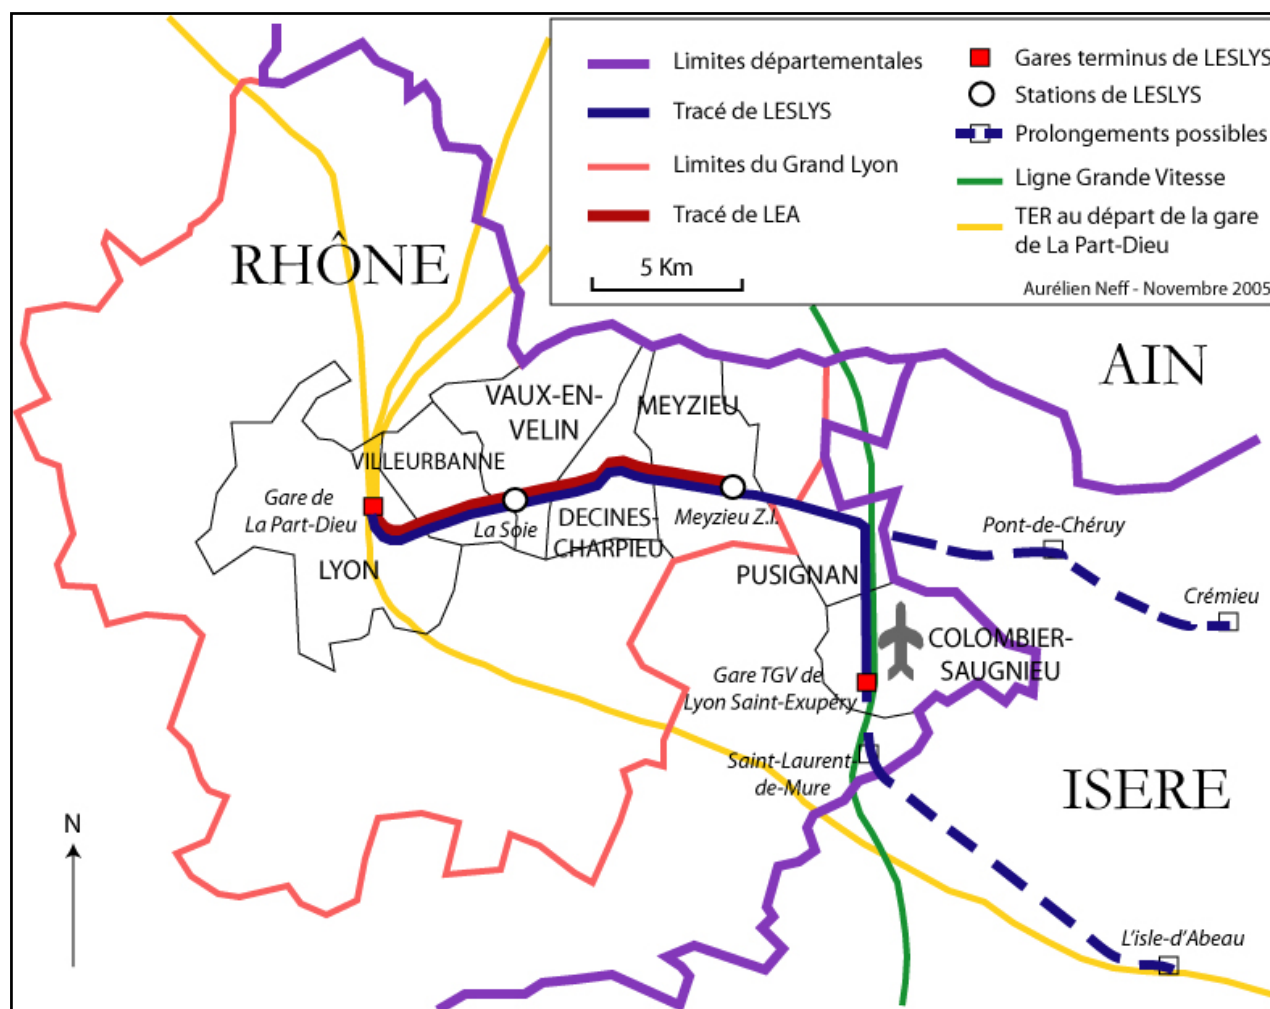 Limites départementales
Tracé de LESLYS
Limites du Grand Lyon
Tracé de LEA
5 Km
Gares terminus de LESLYS
Stations de LESLYS
Prolongements possibles
Ligne Grande Vitesse
TER au départ de la gare
de La Part-Dieu
Aurélien Neff - Novembre 2005
RHÔNE
AIN
VAUX-EN-
VELIN
MEYZIEU
VILLEURBANNE
Gare de
La Part-Dieu
La Soie
DECINES-
CHARPIEU
Meyzieu Z.I.
Pont-de-Chéruy
LYON
PUSIGNAN
Crémieu
COLOMBIER-
SAUGNIEU
Gare TGV de
Lyon Saint-Exupéry
Saint-Laurent-
de-Mure
ISERE
N
L'isle-d'Abeau